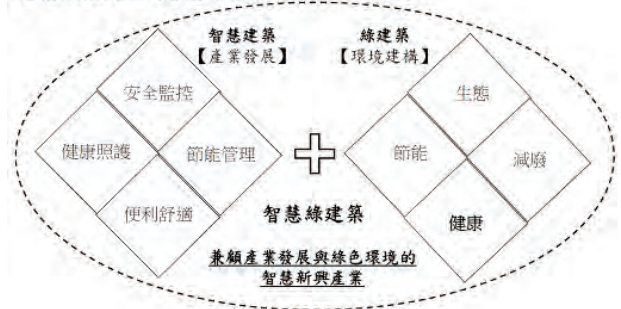 智慧建築
【產業發展】
綠建築
【環境建構】
安全監控
健康照護
節能管理
便利舒適
生態
節能
減廢
健康
智慧綠建築
兼顧產業發展與綠色環境的
智慧新興產業